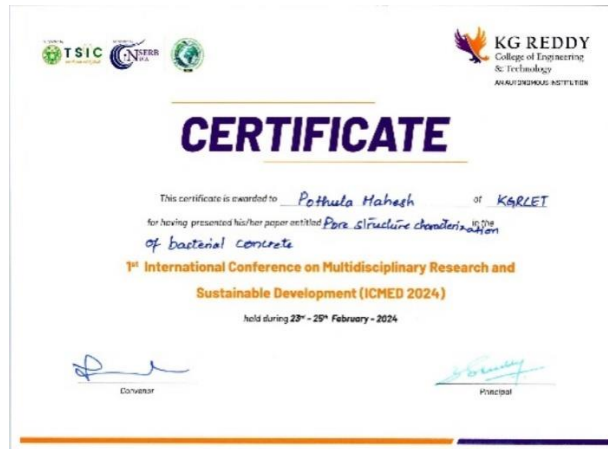 TSIC
NSERB
KG REDDY
College of Engineering
& Technology
AN AUTONOMOUS INSTITUTION
CERTIFICATE
This certificate is awarded to Pothula Mahesh of KGRCET
for having presented his/her paper entitled Pore structure characterization in the
of bacterial concrete
1st International Conference on Multidisciplinary Research and
Sustainable Development (ICMED 2024)
held during 23rd - 25th February - 2024
Convenor
Principal